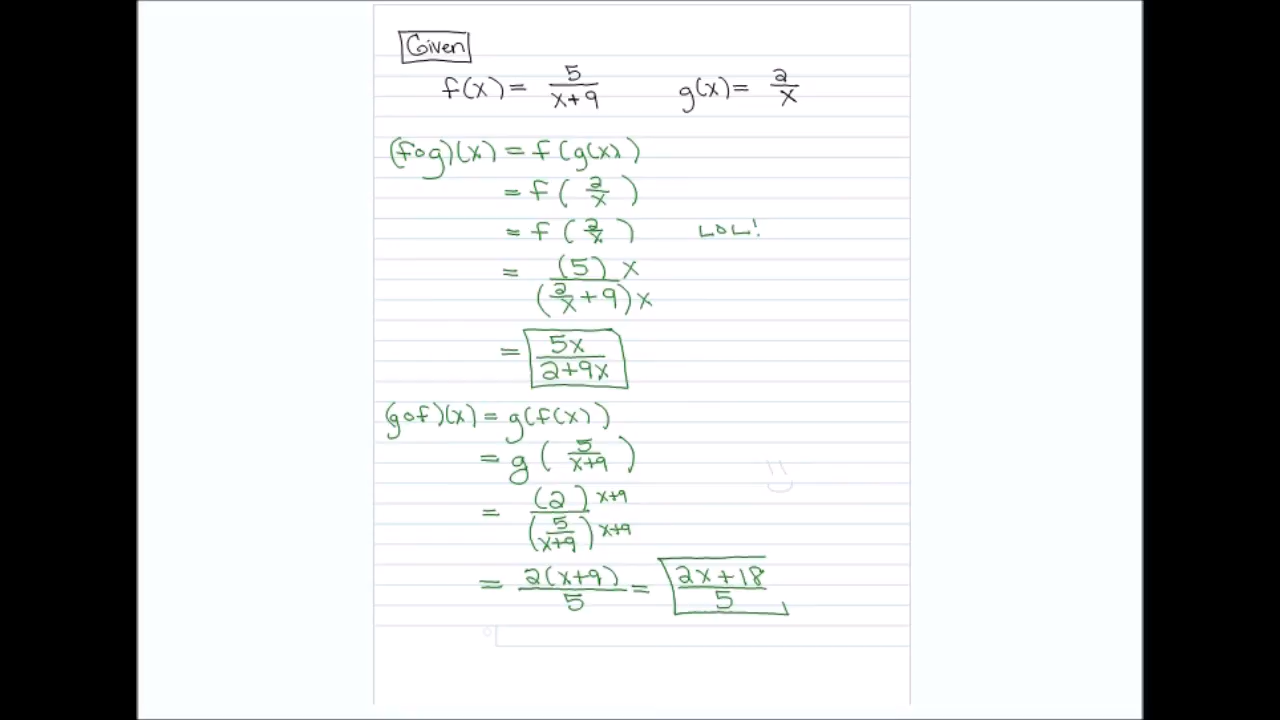 Given
f(x) = 5/(x+9)    g(x) = 2/x
(f∘g)(x) = f(g(x))
= f(2/x)
= f(2/x)    LOL!
= (5)x/(2/x + 9)x
= 5x/(2+9x)
(g∘f)(x) = g(f(x))
= g(5/(x+9))
= (2)x+9/(5/(x+9))x+9
= 2(x+9)/5 = (2x+18)/5